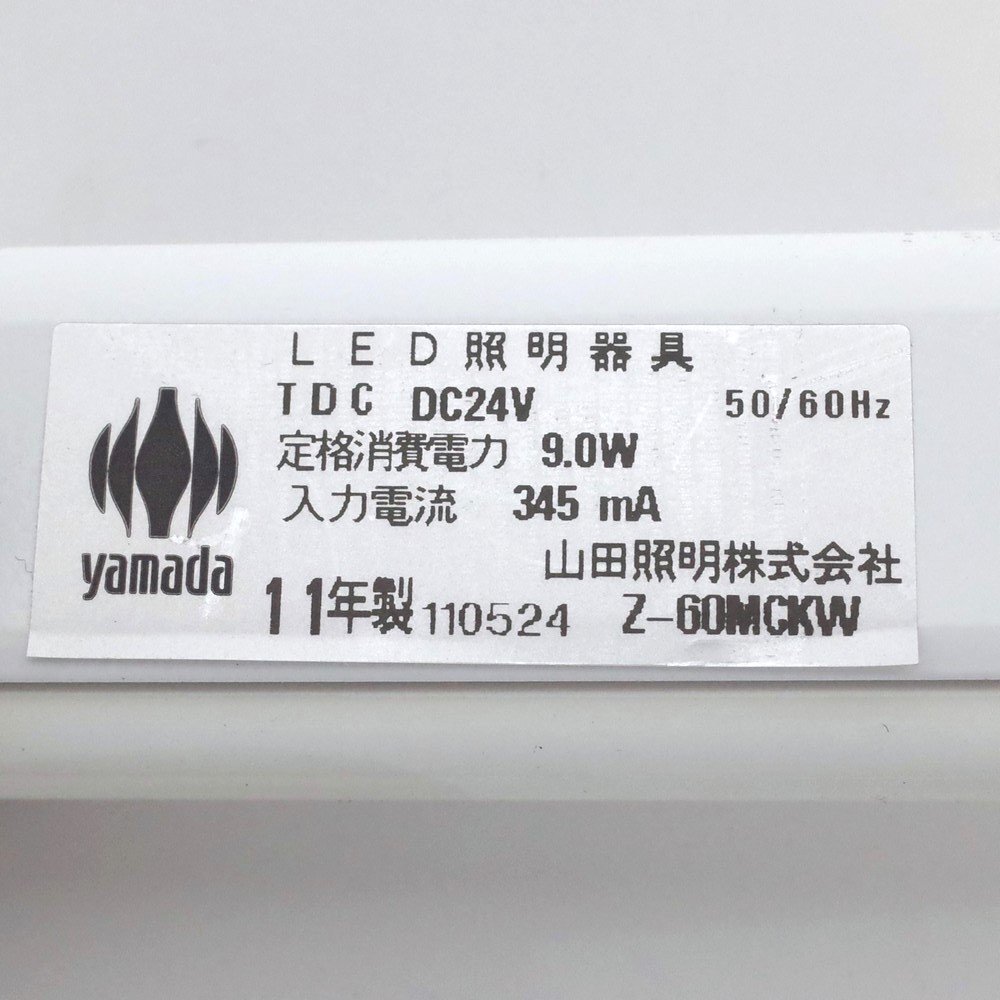 LED照明器具
TDC DC24V 50/60Hz
定格消費電力 9.0W
入力電流 345 mA
yamada
山田照明株式会社
11年製 110524 Z-60MCKW